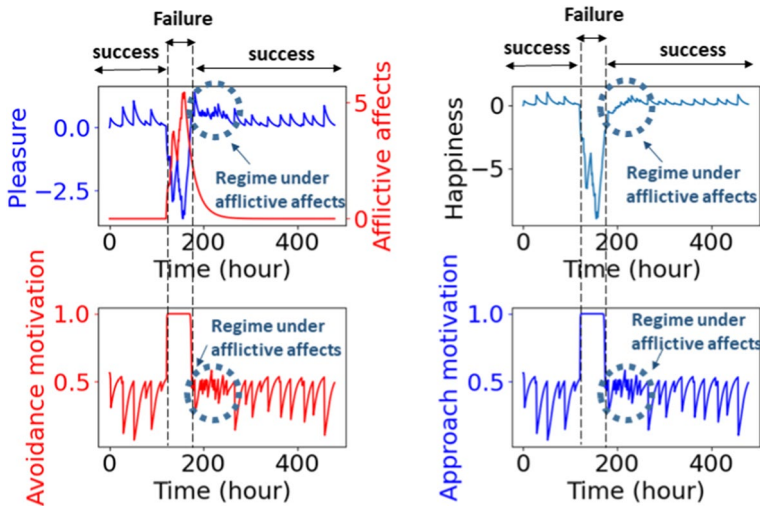 Failure
success
success
Pleasure
0.0
−2.5
5
0
Afflictive affects
Regime under
afflictive affects
0
200
400
Time (hour)
Failure
success
success
Happiness
0
−5
Regime under
afflictive affects
0
200
400
Time (hour)
Avoidance motivation
1.0
0.5
Regime under
afflictive affects
0
200
400
Time (hour)
Approach motivation
1.0
0.5
Regime under
afflictive affects
0
200
400
Time (hour)